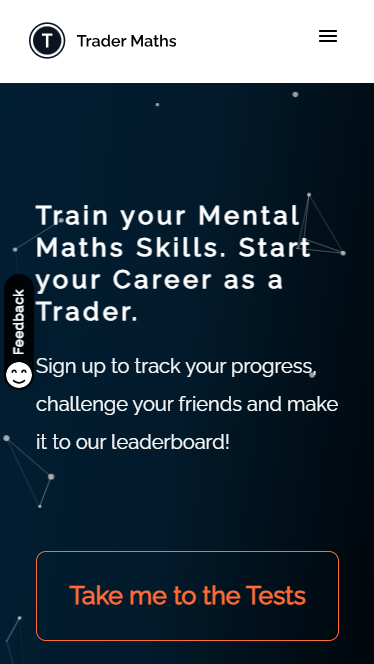 T
Trader Maths
Train your Mental
Maths Skills. Start
your Career as a
Trader.
Feedback
Sign up to track your progress,
challenge your friends and make
it to our leaderboard!
Take me to the Tests